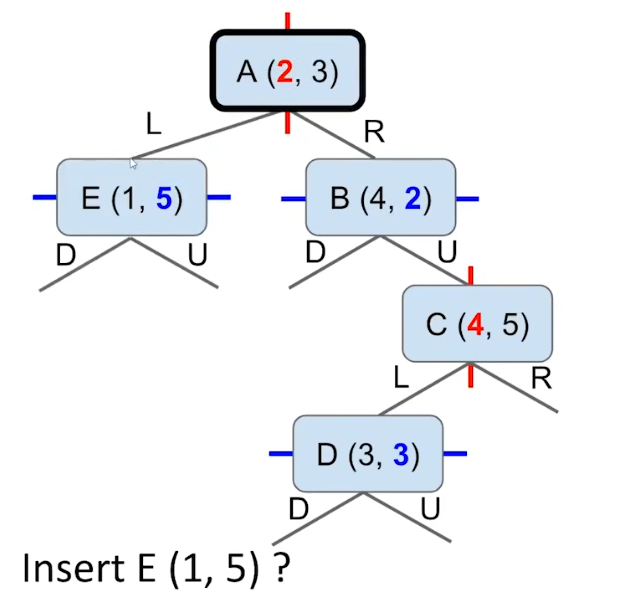 A (2, 3)
L
R
E (1, 5)
B (4, 2)
D
U
D
U
C (4, 5)
L
R
D (3, 3)
D
U
Insert E (1, 5) ?